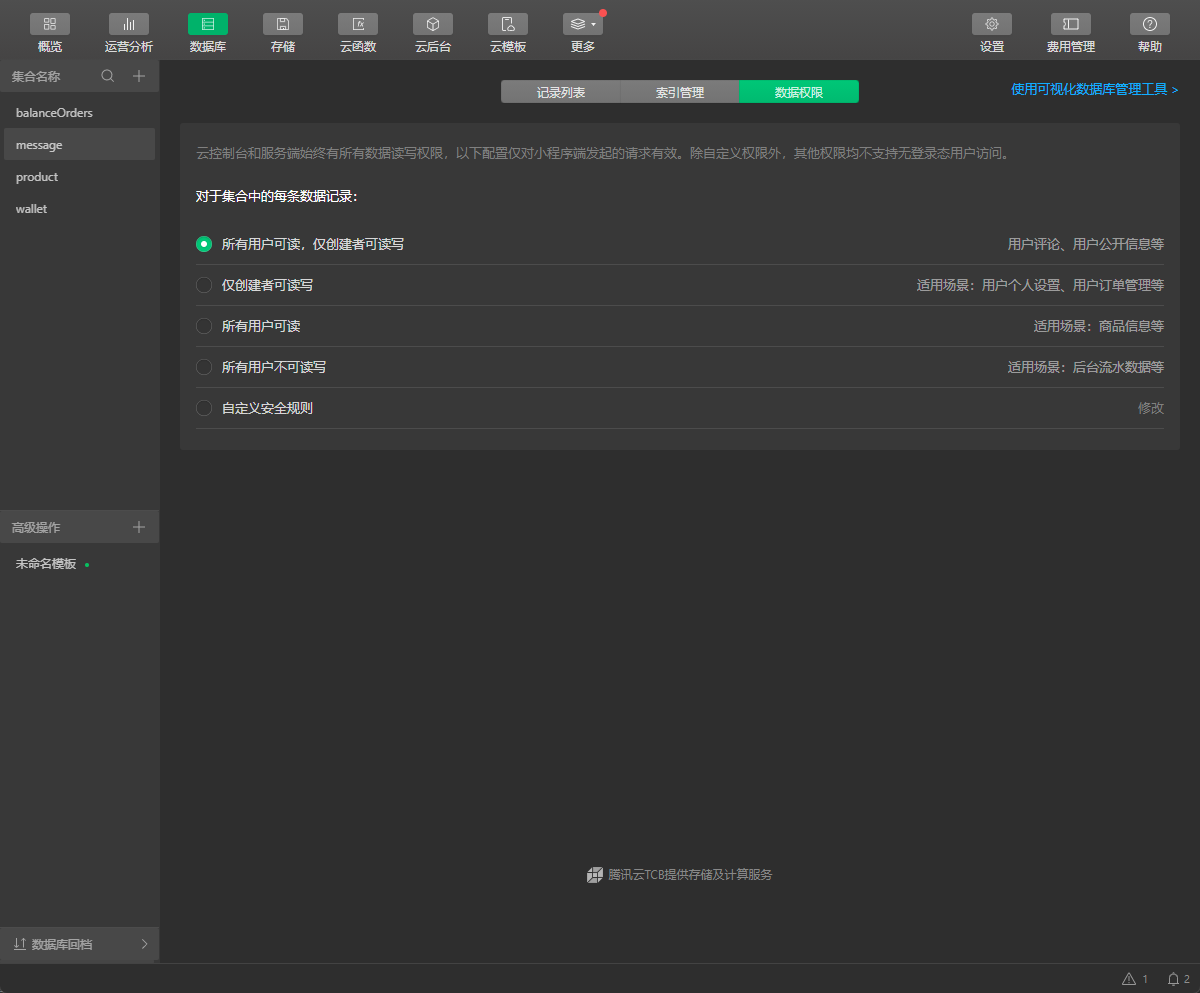 概览
运营分析
数据库
存储
云函数
云后台
云模板
更多
设置
费用管理
帮助
集合名称
balanceOrders
message
product
wallet
记录列表
索引管理
数据权限
使用可视化数据库管理工具 >
云控制台和服务端始终有所有数据读写权限，以下配置仅对小程序端发起的请求有效。除自定义权限外，其他权限均不支持无登录态用户访问。
对于集合中的每条数据记录：
所有用户可读，仅创建者可读写
用户评论、用户公开信息等
仅创建者可读写
适用场景：用户个人设置、用户订单管理等
所有用户可读
适用场景：商品信息等
所有用户不可读写
适用场景：后台流水数据等
自定义安全规则
修改
高级操作
未命名模板
腾讯云TCB提供存储及计算服务
数据库回档
1
2